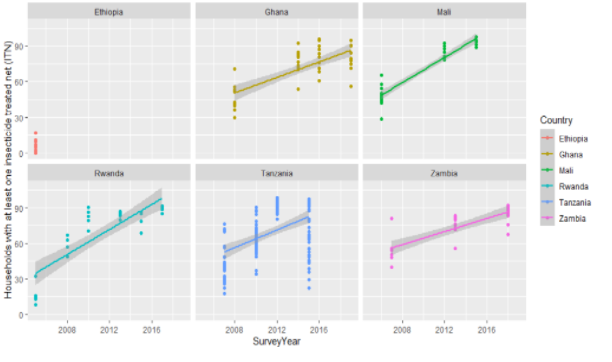 Ethiopia
Ghana
Mali
90
60
30
0
Rwanda
Tanzania
Zambia
90
60
30
0
2008
2012
2016
2008
2012
2016
2008
2012
2016
SurveyYear
Households with at least one insecticide treated net (ITN)
Country
Ethiopia
Ghana
Mali
Rwanda
Tanzania
Zambia